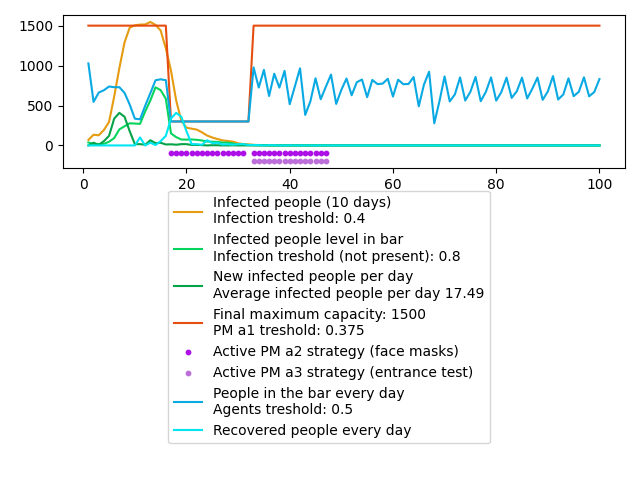 1500
1000
500
0
0
20
40
60
80
100
Infected people (10 days)
Infection treshold: 0.4
Infected people level in bar
Infection treshold (not present): 0.8
New infected people per day
Average infected people per day 17.49
Final maximum capacity: 1500
PM a1 treshold: 0.375
Active PM a2 strategy (face masks)
Active PM a3 strategy (entrance test)
People in the bar every day
Agents treshold: 0.5
Recovered people every day